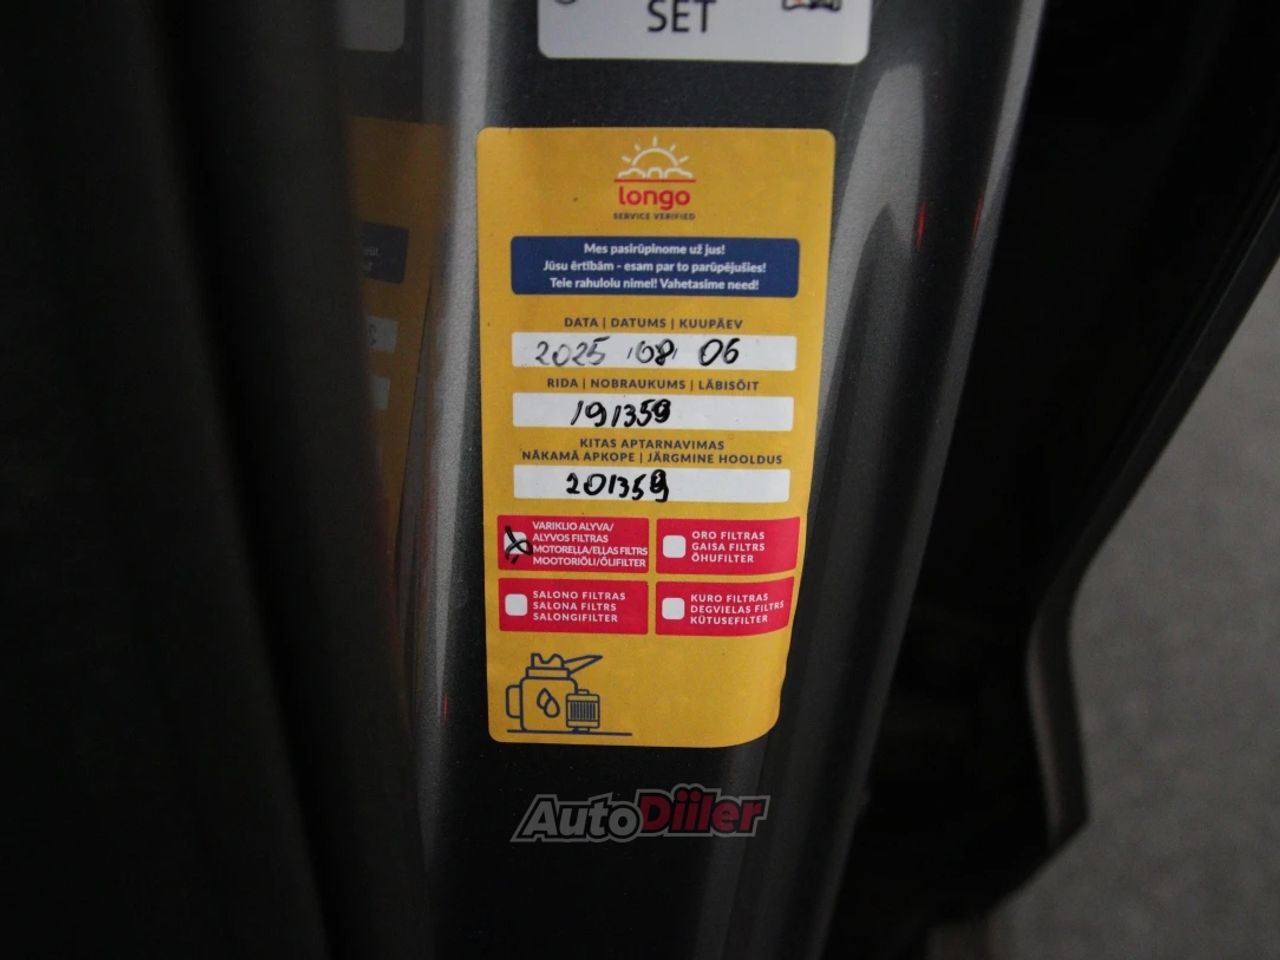 SET
longo
SERVICE VERIFIED
Mes pasirūpinome už jus!
Jūsu ērtībām - esam par to parūpējušies!
Teie rahulolu nimel! Vahetasime need!
DATA | DATUMS | KUUPÄEV
2025 08 06
RIDA | NOBRAUKUMS | LÄBISÕIT
191359
KITAS APTARNAVIMAS
NĀKAMĀ APKOPE | JÄRGMINE HOOLDUS
201359
VARIKLIO ALYVA/
ALYVOS FILTRAS
MOTOREĻĻA/EĻĻAS FILTRS
MOOTORIÕLI/ÕLIFILTER
ORO FILTRAS
GAISA FILTRS
ÕHUFILTER
SALONO FILTRAS
SALONA FILTRS
SALONGIFILTER
KURO FILTRAS
DEGVIELAS FILTRS
KÜTUSEFILTER
AutoDiiler